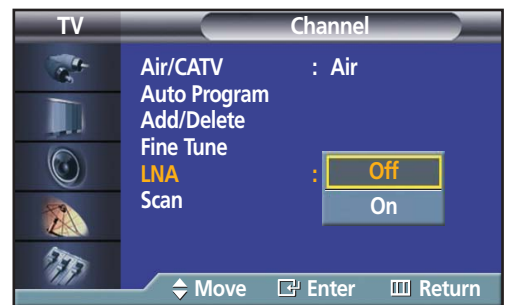 TV Channel
Air/CATV : Air
Auto Program
Add/Delete
Fine Tune
LNA : Off
Scan On
Move Enter Return